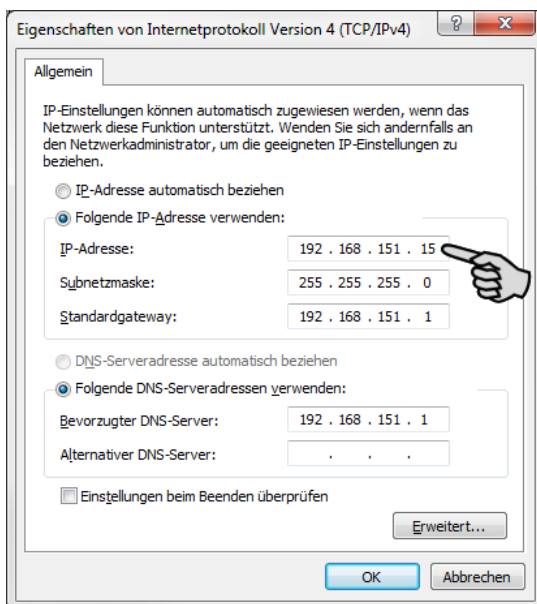 Eigenschaften von Internetprotokoll Version 4 (TCP/IPv4)
Allgemein
IP-Einstellungen können automatisch zugewiesen werden, wenn das
Netzwerk diese Funktion unterstützt. Wenden Sie sich andernfalls an
den Netzwerkadministrator, um die geeigneten IP-Einstellungen zu
beziehen.
IP-Adresse automatisch beziehen
Folgende IP-Adresse verwenden:
IP-Adresse: 192 . 168 . 151 . 15
Subnetzmaske: 255 . 255 . 255 . 0
Standardgateway: 192 . 168 . 151 . 1
DNS-Serveradresse automatisch beziehen
Folgende DNS-Serveradressen verwenden:
Bevorzugter DNS-Server: 192 . 168 . 151 . 1
Alternativer DNS-Server: . . .
Einstellungen beim Beenden überprüfen
Erweitert...
OK Abbrechen